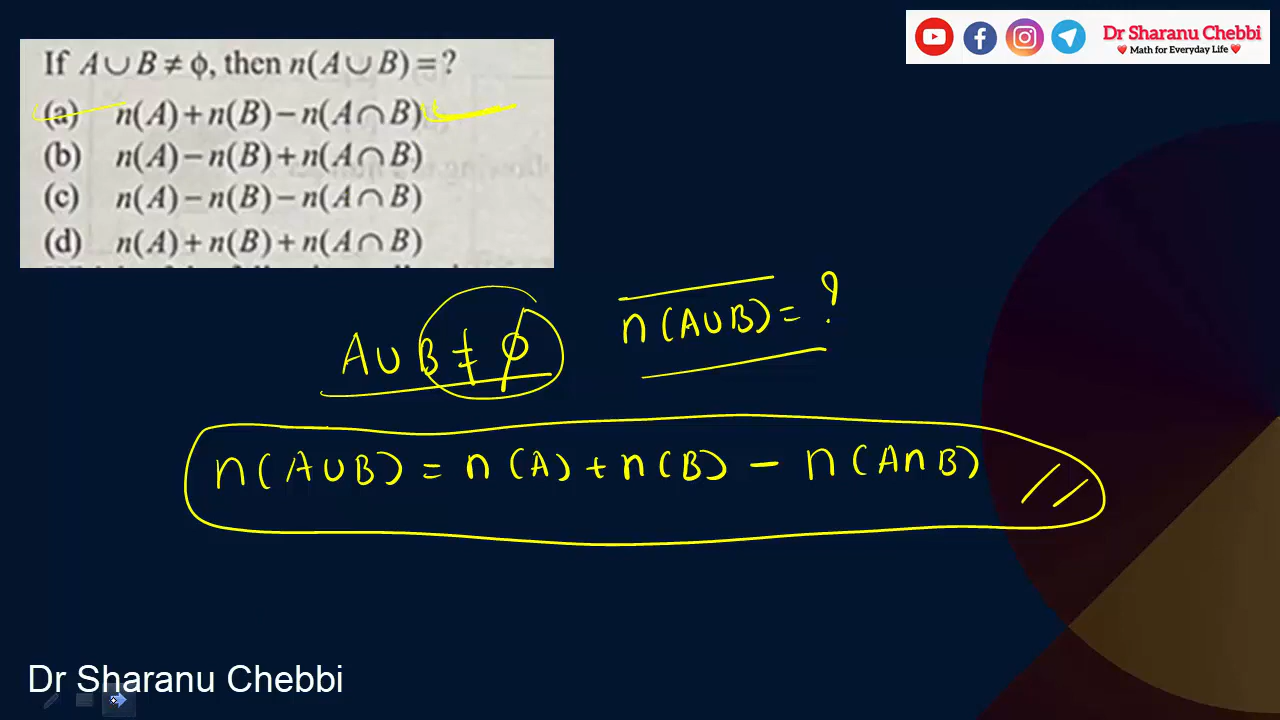 Dr Sharanu Chebbi
Math for Everyday Life
If A∪B≠ϕ, then n(A∪B)=?
(a) n(A)+n(B)−n(A∩B)
(b) n(A)−n(B)+n(A∩B)
(c) n(A)−n(B)−n(A∩B)
(d) n(A)+n(B)+n(A∩B)
A∪B≠ϕ n(A∪B)=?
n(A∪B) = n(A)+n(B) − n(A∩B)
Dr Sharanu Chebbi